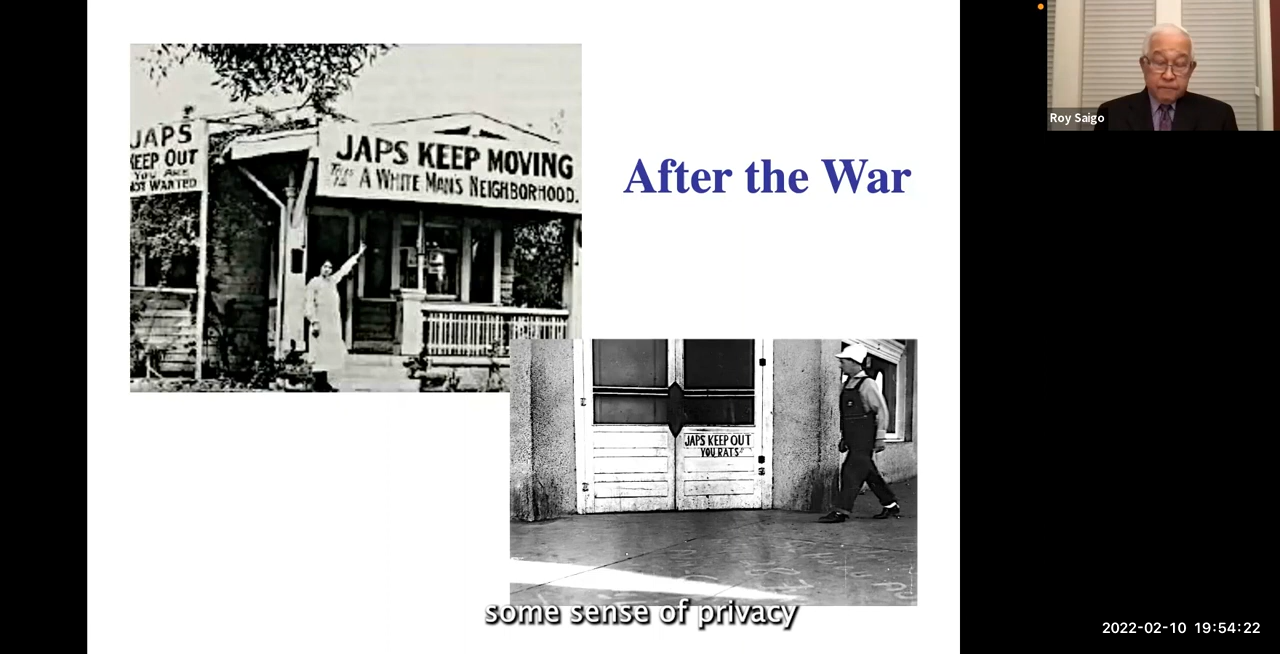 JAPS
KEEP OUT
YOU ARE
NOT WANTED
JAPS KEEP MOVING
THIS IS A WHITE MAN'S NEIGHBORHOOD.
After the War
JAPS KEEP OUT
YOU RATS
some sense of privacy
Roy Saigo
2022-02-10 19:54:22